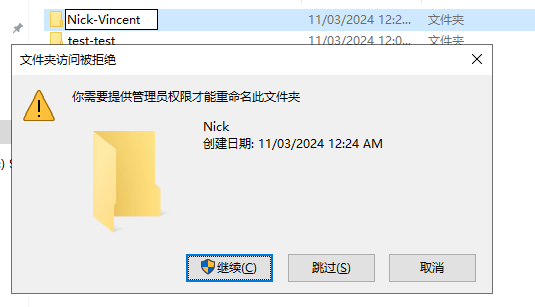 Nick-Vincent 11/03/2024 12:2... 文件夹
test-test 11/03/2024 12:0... 文件夹
文件夹访问被拒绝
你需要提供管理员权限才能重命名此文件夹
Nick
创建日期: 11/03/2024 12:24 AM
继续(C) 跳过(S) 取消